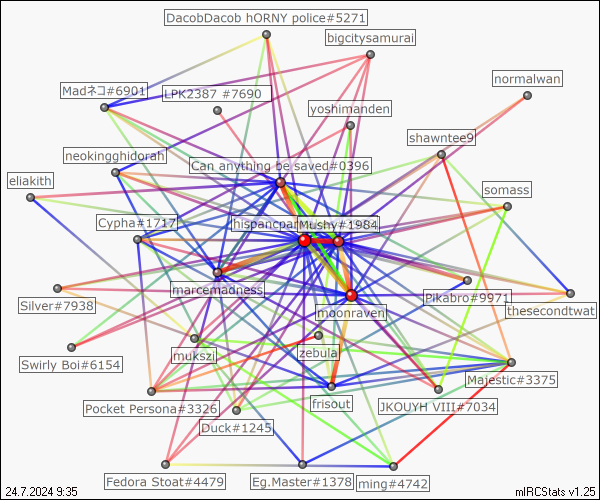 DacobDacob hORNY police#5271
bigcitysamurai
normalwan
Madネコ#6901
LPK2387 #7690
yoshimanden
shawntee9
neokingghidorah
Can anything be saved#0396
eliakith
somass
Cypha#1717
hispancpa
Mushy#1984
marcemadness
Pikabro#9971
Silver#7938
moonraven
thesecondtwat
mukszi
zebula
Swirly Boi#6154
Majestic#3375
Pocket Persona#3326
frisout
JKOUYH VIII#7034
Duck#1245
Fedora Stoat#4479
Eg.Master#1378
ming#4742
24.7.2024 9:35
mIRCStats v1.25